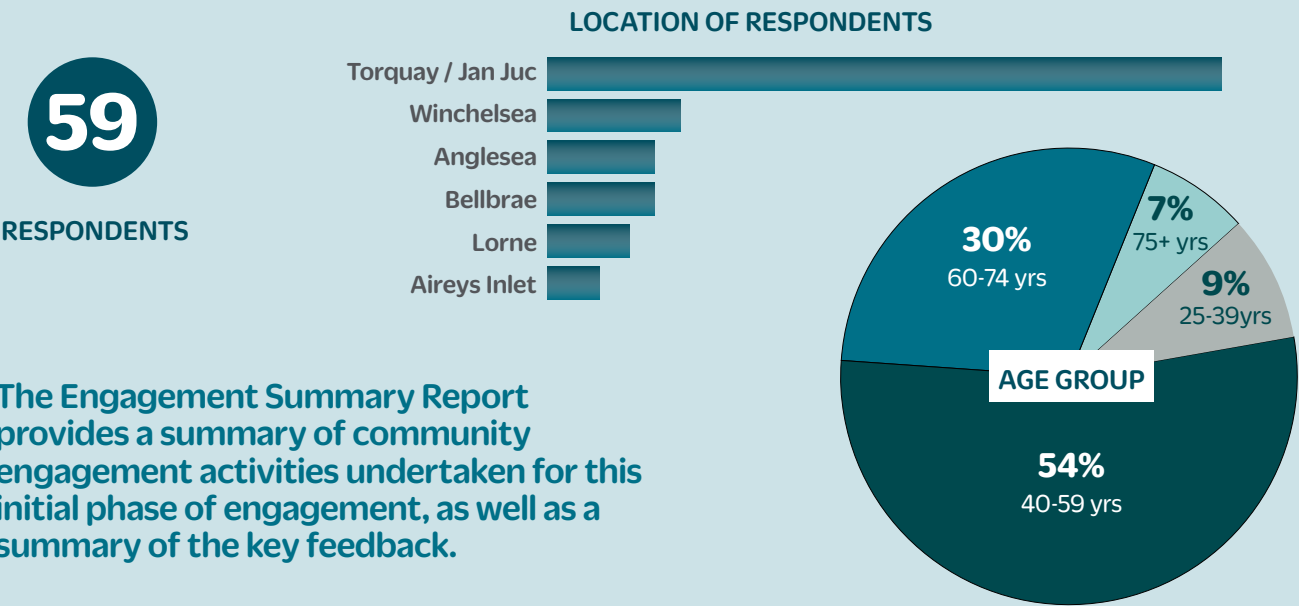 LOCATION OF RESPONDENTS
59
RESPONDENTS
Torquay / Jan Juc
Winchelsea
Anglesea
Bellbrae
Lorne
Aireys Inlet
30%
60-74 yrs
7%
75+ yrs
9%
25-39yrs
AGE GROUP
54%
40-59 yrs
The Engagement Summary Report
provides a summary of community
engagement activities undertaken for this
initial phase of engagement, as well as a
summary of the key feedback.